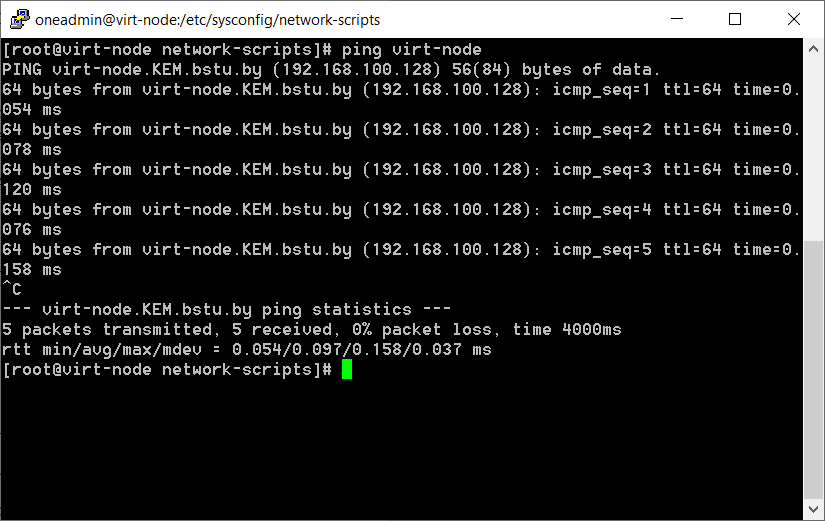 oneadmin@virt-node:/etc/sysconfig/network-scripts
[root@virt-node network-scripts]# ping virt-node
PING virt-node.KEM.bstu.by (192.168.100.128) 56(84) bytes of data.
64 bytes from virt-node.KEM.bstu.by (192.168.100.128): icmp_seq=1 ttl=64 time=0.
054 ms
64 bytes from virt-node.KEM.bstu.by (192.168.100.128): icmp_seq=2 ttl=64 time=0.
078 ms
64 bytes from virt-node.KEM.bstu.by (192.168.100.128): icmp_seq=3 ttl=64 time=0.
120 ms
64 bytes from virt-node.KEM.bstu.by (192.168.100.128): icmp_seq=4 ttl=64 time=0.
076 ms
64 bytes from virt-node.KEM.bstu.by (192.168.100.128): icmp_seq=5 ttl=64 time=0.
158 ms
^C
--- virt-node.KEM.bstu.by ping statistics ---
5 packets transmitted, 5 received, 0% packet loss, time 4000ms
rtt min/avg/max/mdev = 0.054/0.097/0.158/0.037 ms
[root@virt-node network-scripts]#